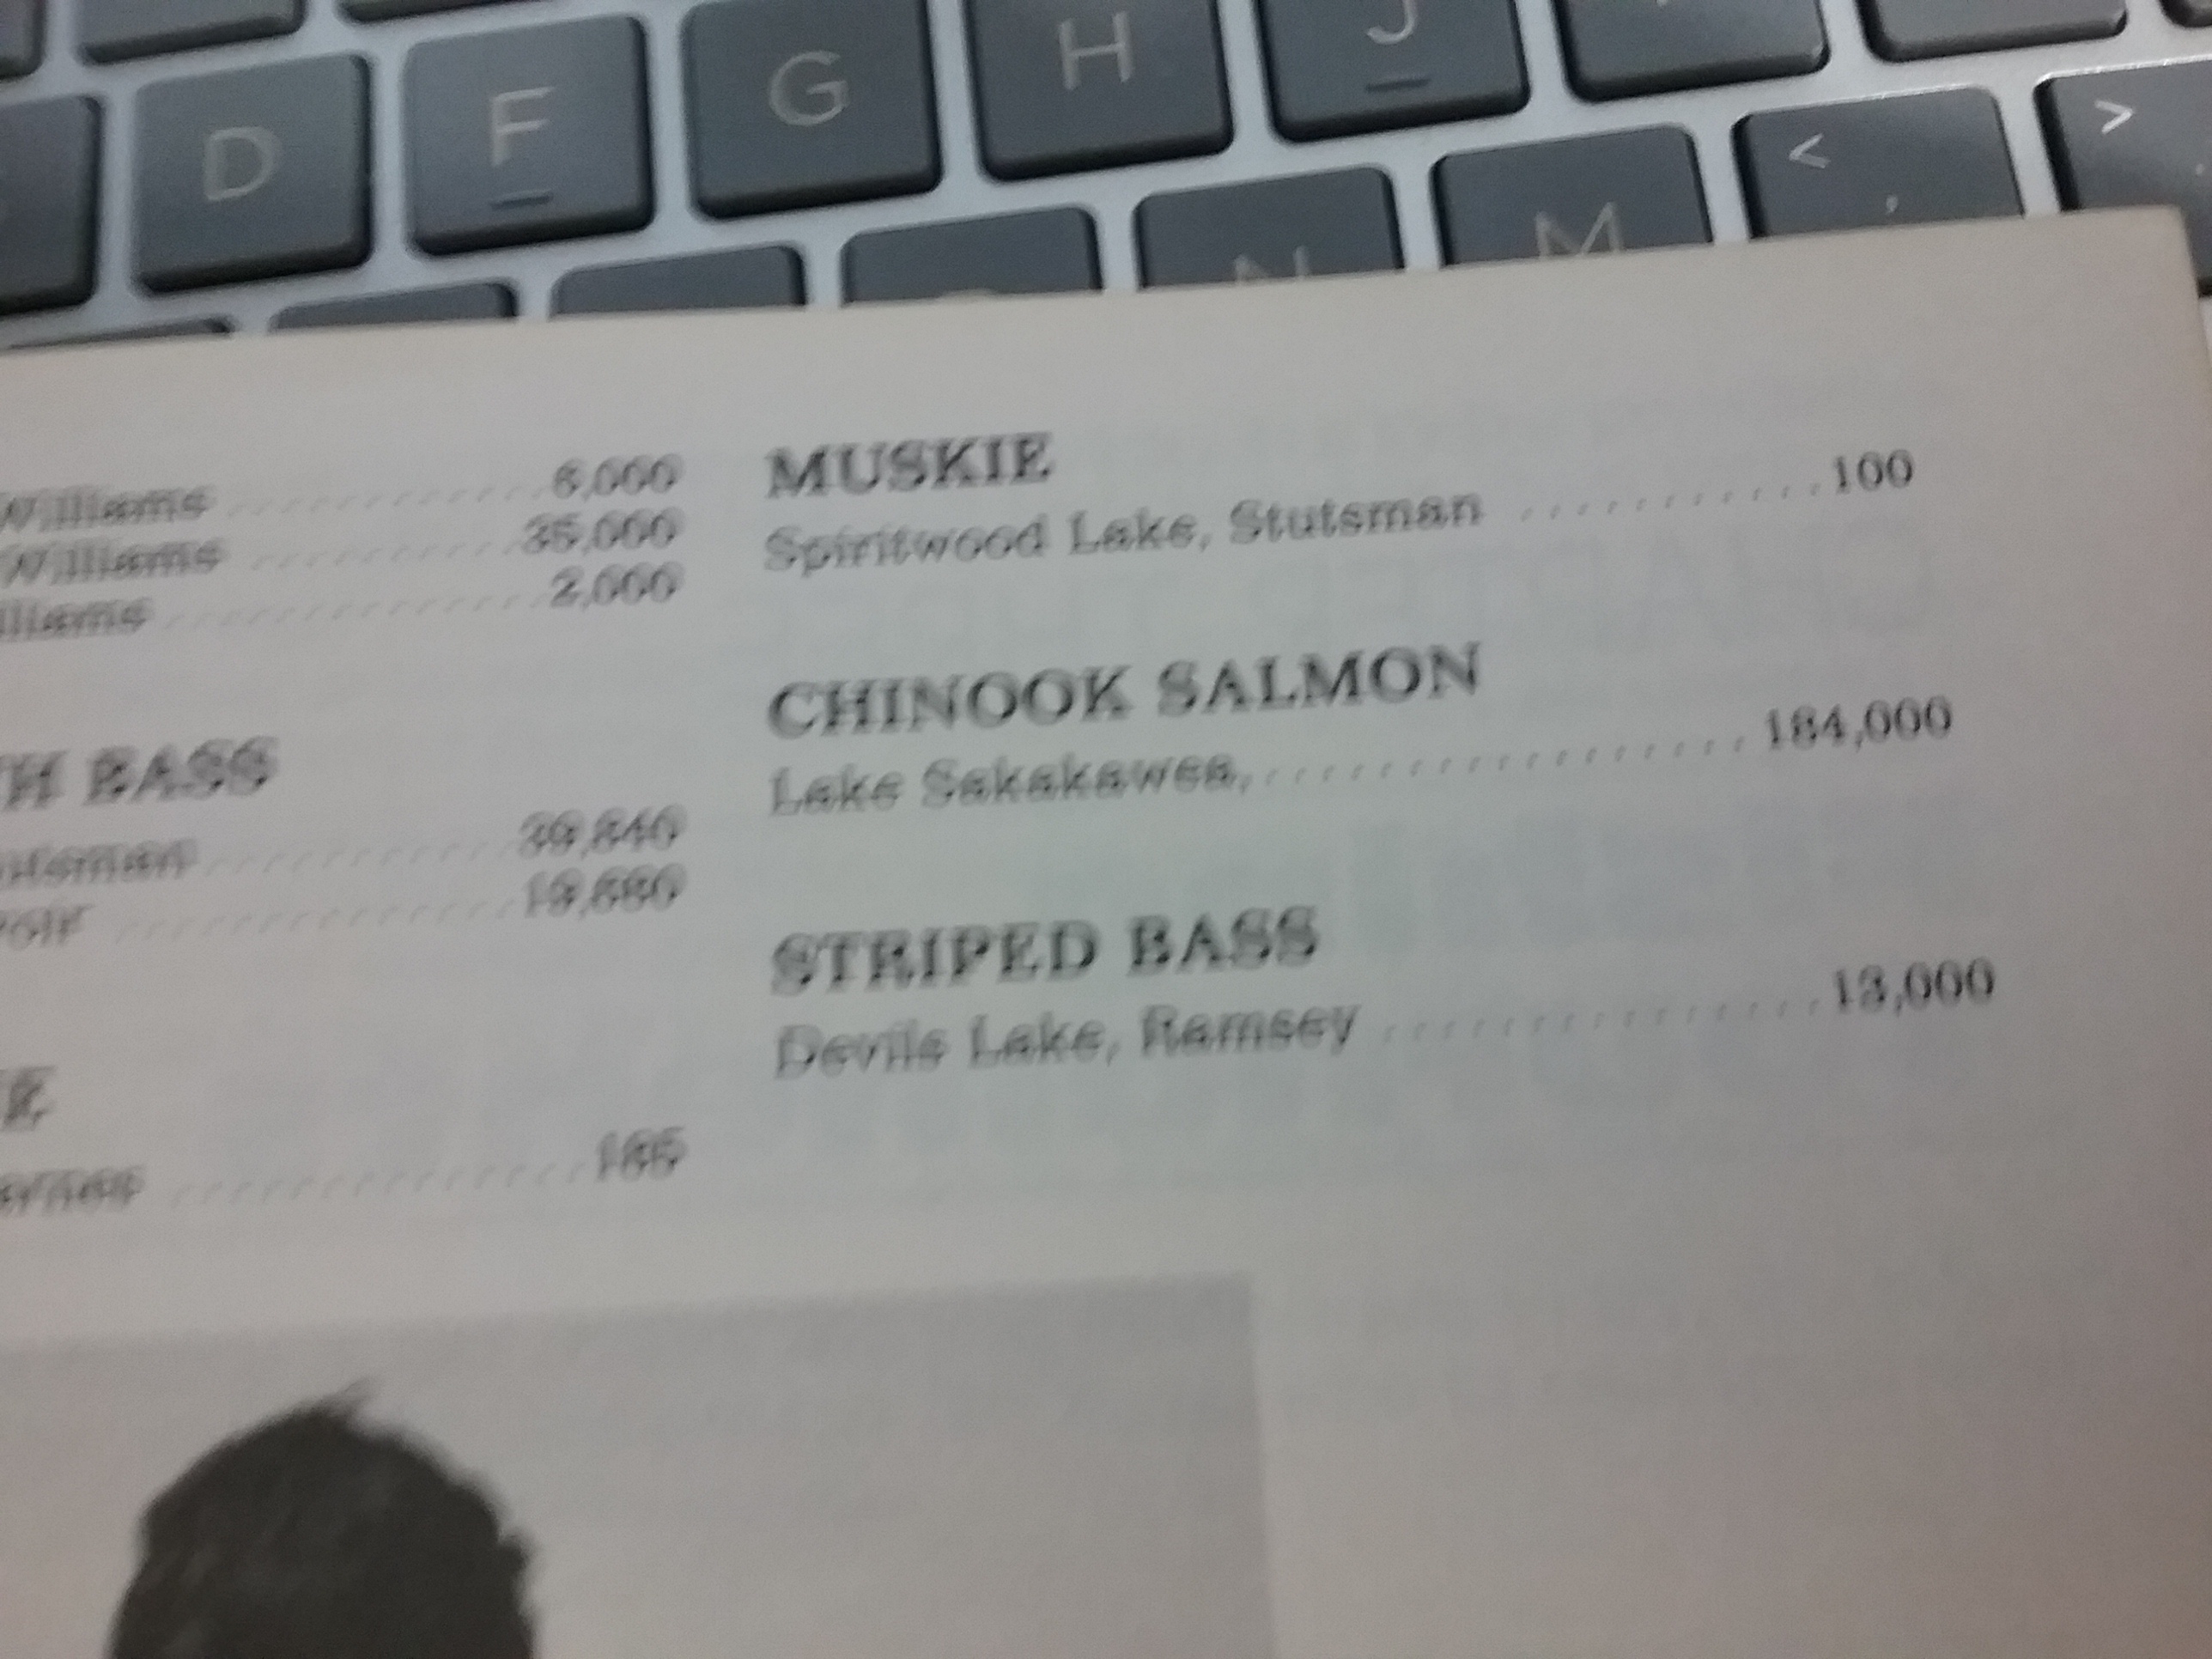 D F G H J
N M < , >
Williams ............ 6,000
Williams ............ 35,000
............ 2,000
BASS
MUSKIE
Spiritwood Lake, Stutsman ............ 100
CHINOOK SALMON
Lake Sakakawea, ............ 184,000
STRIPED BASS
Devils Lake, Ramsey ............ 13,000